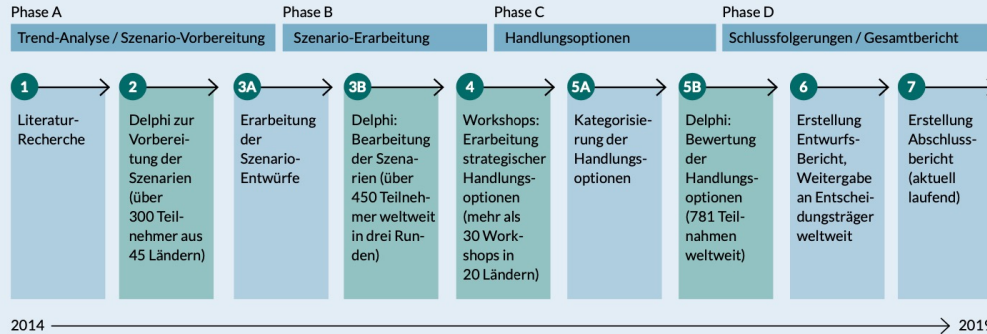 Phase A
Phase B
Phase C
Phase D
Trend-Analyse / Szenario-Vorbereitung
Szenario-Erarbeitung
Handlungsoptionen
Schlussfolgerungen / Gesamtbericht
1
Literatur-
Recherche
2
Delphi zur
Vorberei-
tung der
Szenarien
(über
300 Teil-
nehmer aus
45 Ländern)
3A
Erarbeitung
der
Szenario-
Entwürfe
3B
Delphi:
Bearbeitung
der Szena-
rien (über
450 Teilneh-
mer weltweit
in drei Run-
den)
4
Workshops:
Erarbeitung
strategischer
Handlungs-
optionen
(mehr als
30 Work-
shops in
20 Ländern)
5A
Kategorisie-
rung der
Handlungs-
optionen
5B
Delphi:
Bewertung
der
Handlungs-
optionen
(781 Teil-
nahmen
weltweit)
6
Erstellung
Entwurfs-
Bericht,
Weitergabe
an Entschei-
dungsträger
weltweit
7
Erstellung
Abschluss-
bericht
(aktuell
laufend)
2014
2019